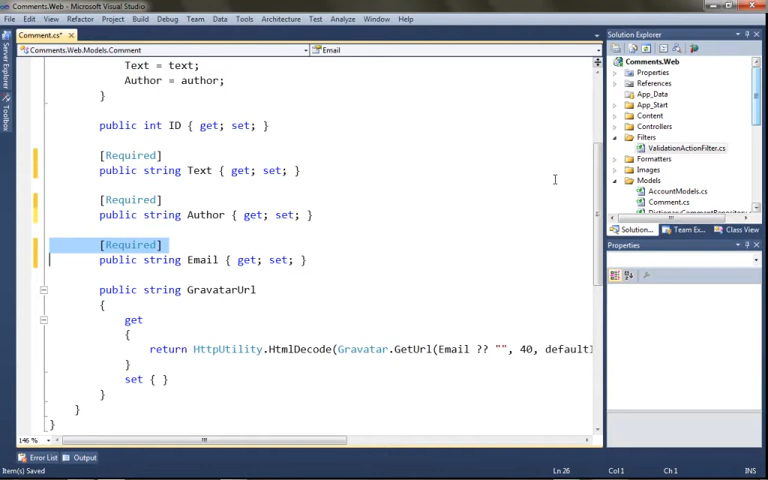 Comments.Web - Microsoft Visual Studio
File Edit View Refactor Project Build Debug Team Data Tools Architecture Test Analyze Window Help
Comment.cs*
Comments.Web.Models.Comment
Email
Text = text;
Author = author;
}
public int ID { get; set; }
[Required]
public string Text { get; set; }
[Required]
public string Author { get; set; }
[Required]
public string Email { get; set; }
public string GravatarUrl
{
get
{
return HttpUtility.HtmlDecode(Gravatar.GetUrl(Email ?? "", 40, defaultI
}
set { }
}
}
}
146 %
Server Explorer
Toolbox
Solution Explorer
Comments.Web
Properties
References
App_Data
App_Start
Content
Controllers
Filters
ValidationActionFilter.cs
Formatters
Images
Models
AccountModels.cs
Comment.cs
DictionaryCommentRepository
Solution... Team Ex... Class View
Properties
Error List Output
Item(s) Saved
Ln 26 Col 1 Ch 1 INS